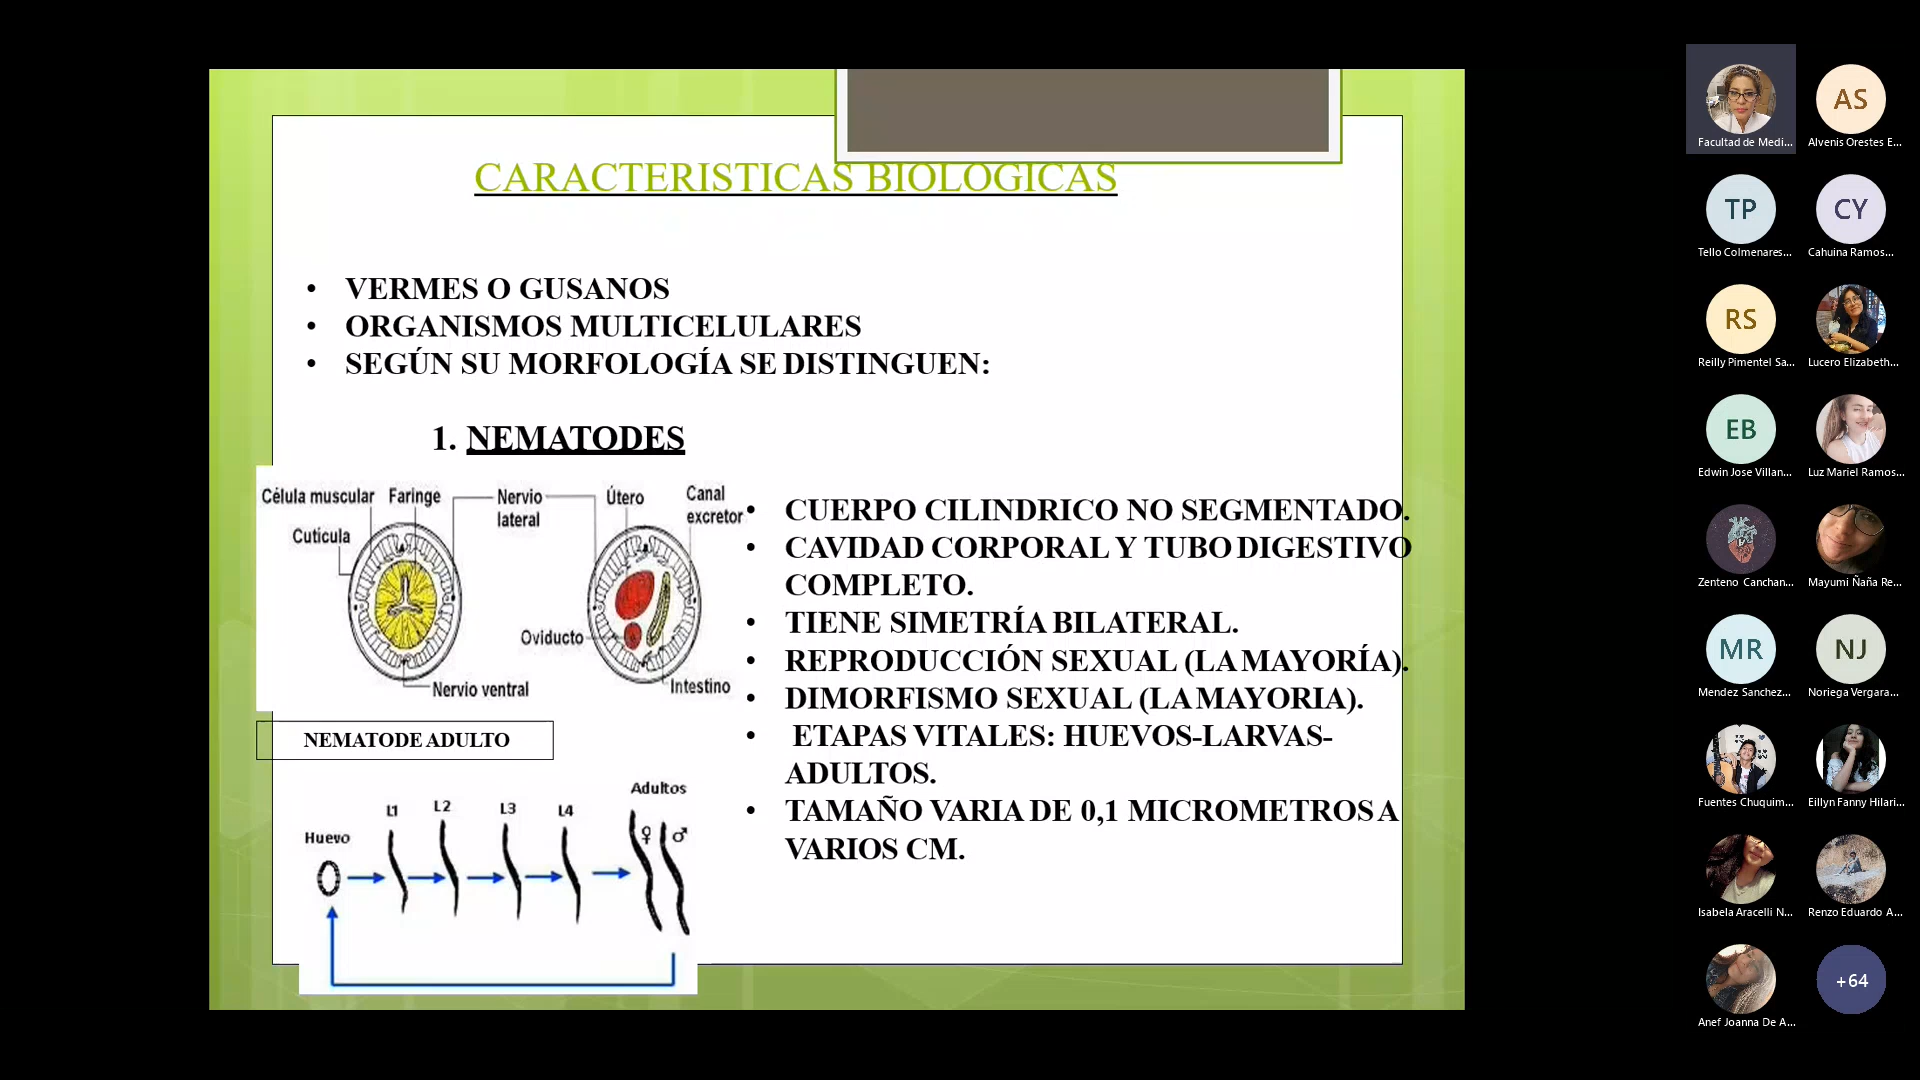 CARACTERISTICAS BIOLOGICAS
• VERMES O GUSANOS
• ORGANISMOS MULTICELULARES
• SEGÚN SU MORFOLOGÍA SE DISTINGUEN:
1. NEMATODES
Célula muscular
Faringe
Nervio
lateral
Útero
Canal
excretor
Cutícula
Oviducto
Nervio ventral
Intestino
NEMATODE ADULTO
Huevo
L1
L2
L3
L4
Adultos
♀ ♂
• CUERPO CILINDRICO NO SEGMENTADO.
• CAVIDAD CORPORAL Y TUBO DIGESTIVO
COMPLETO.
• TIENE SIMETRÍA BILATERAL.
• REPRODUCCIÓN SEXUAL (LA MAYORÍA).
• DIMORFISMO SEXUAL (LA MAYORIA).
• ETAPAS VITALES: HUEVOS-LARVAS-
ADULTOS.
• TAMAÑO VARIA DE 0,1 MICROMETROS A
VARIOS CM.
Facultad de Medi...
AS
Alvenis Orestes E...
TP
Tello Colmenares...
CY
Cahuina Ramos...
RS
Reilly Pimentel Sa...
Lucero Elizabeth...
EB
Edwin Jose Villan...
Luz Mariel Ramos...
Zenteno Canchan...
Mayumi Ñaña Re...
MR
Mendez Sanchez...
NJ
Noriega Vergara...
Fuentes Chuquim...
Eillyn Fanny Hilari...
Isabela Aracelli N...
Renzo Eduardo A...
Anef Joanna De A...
+64